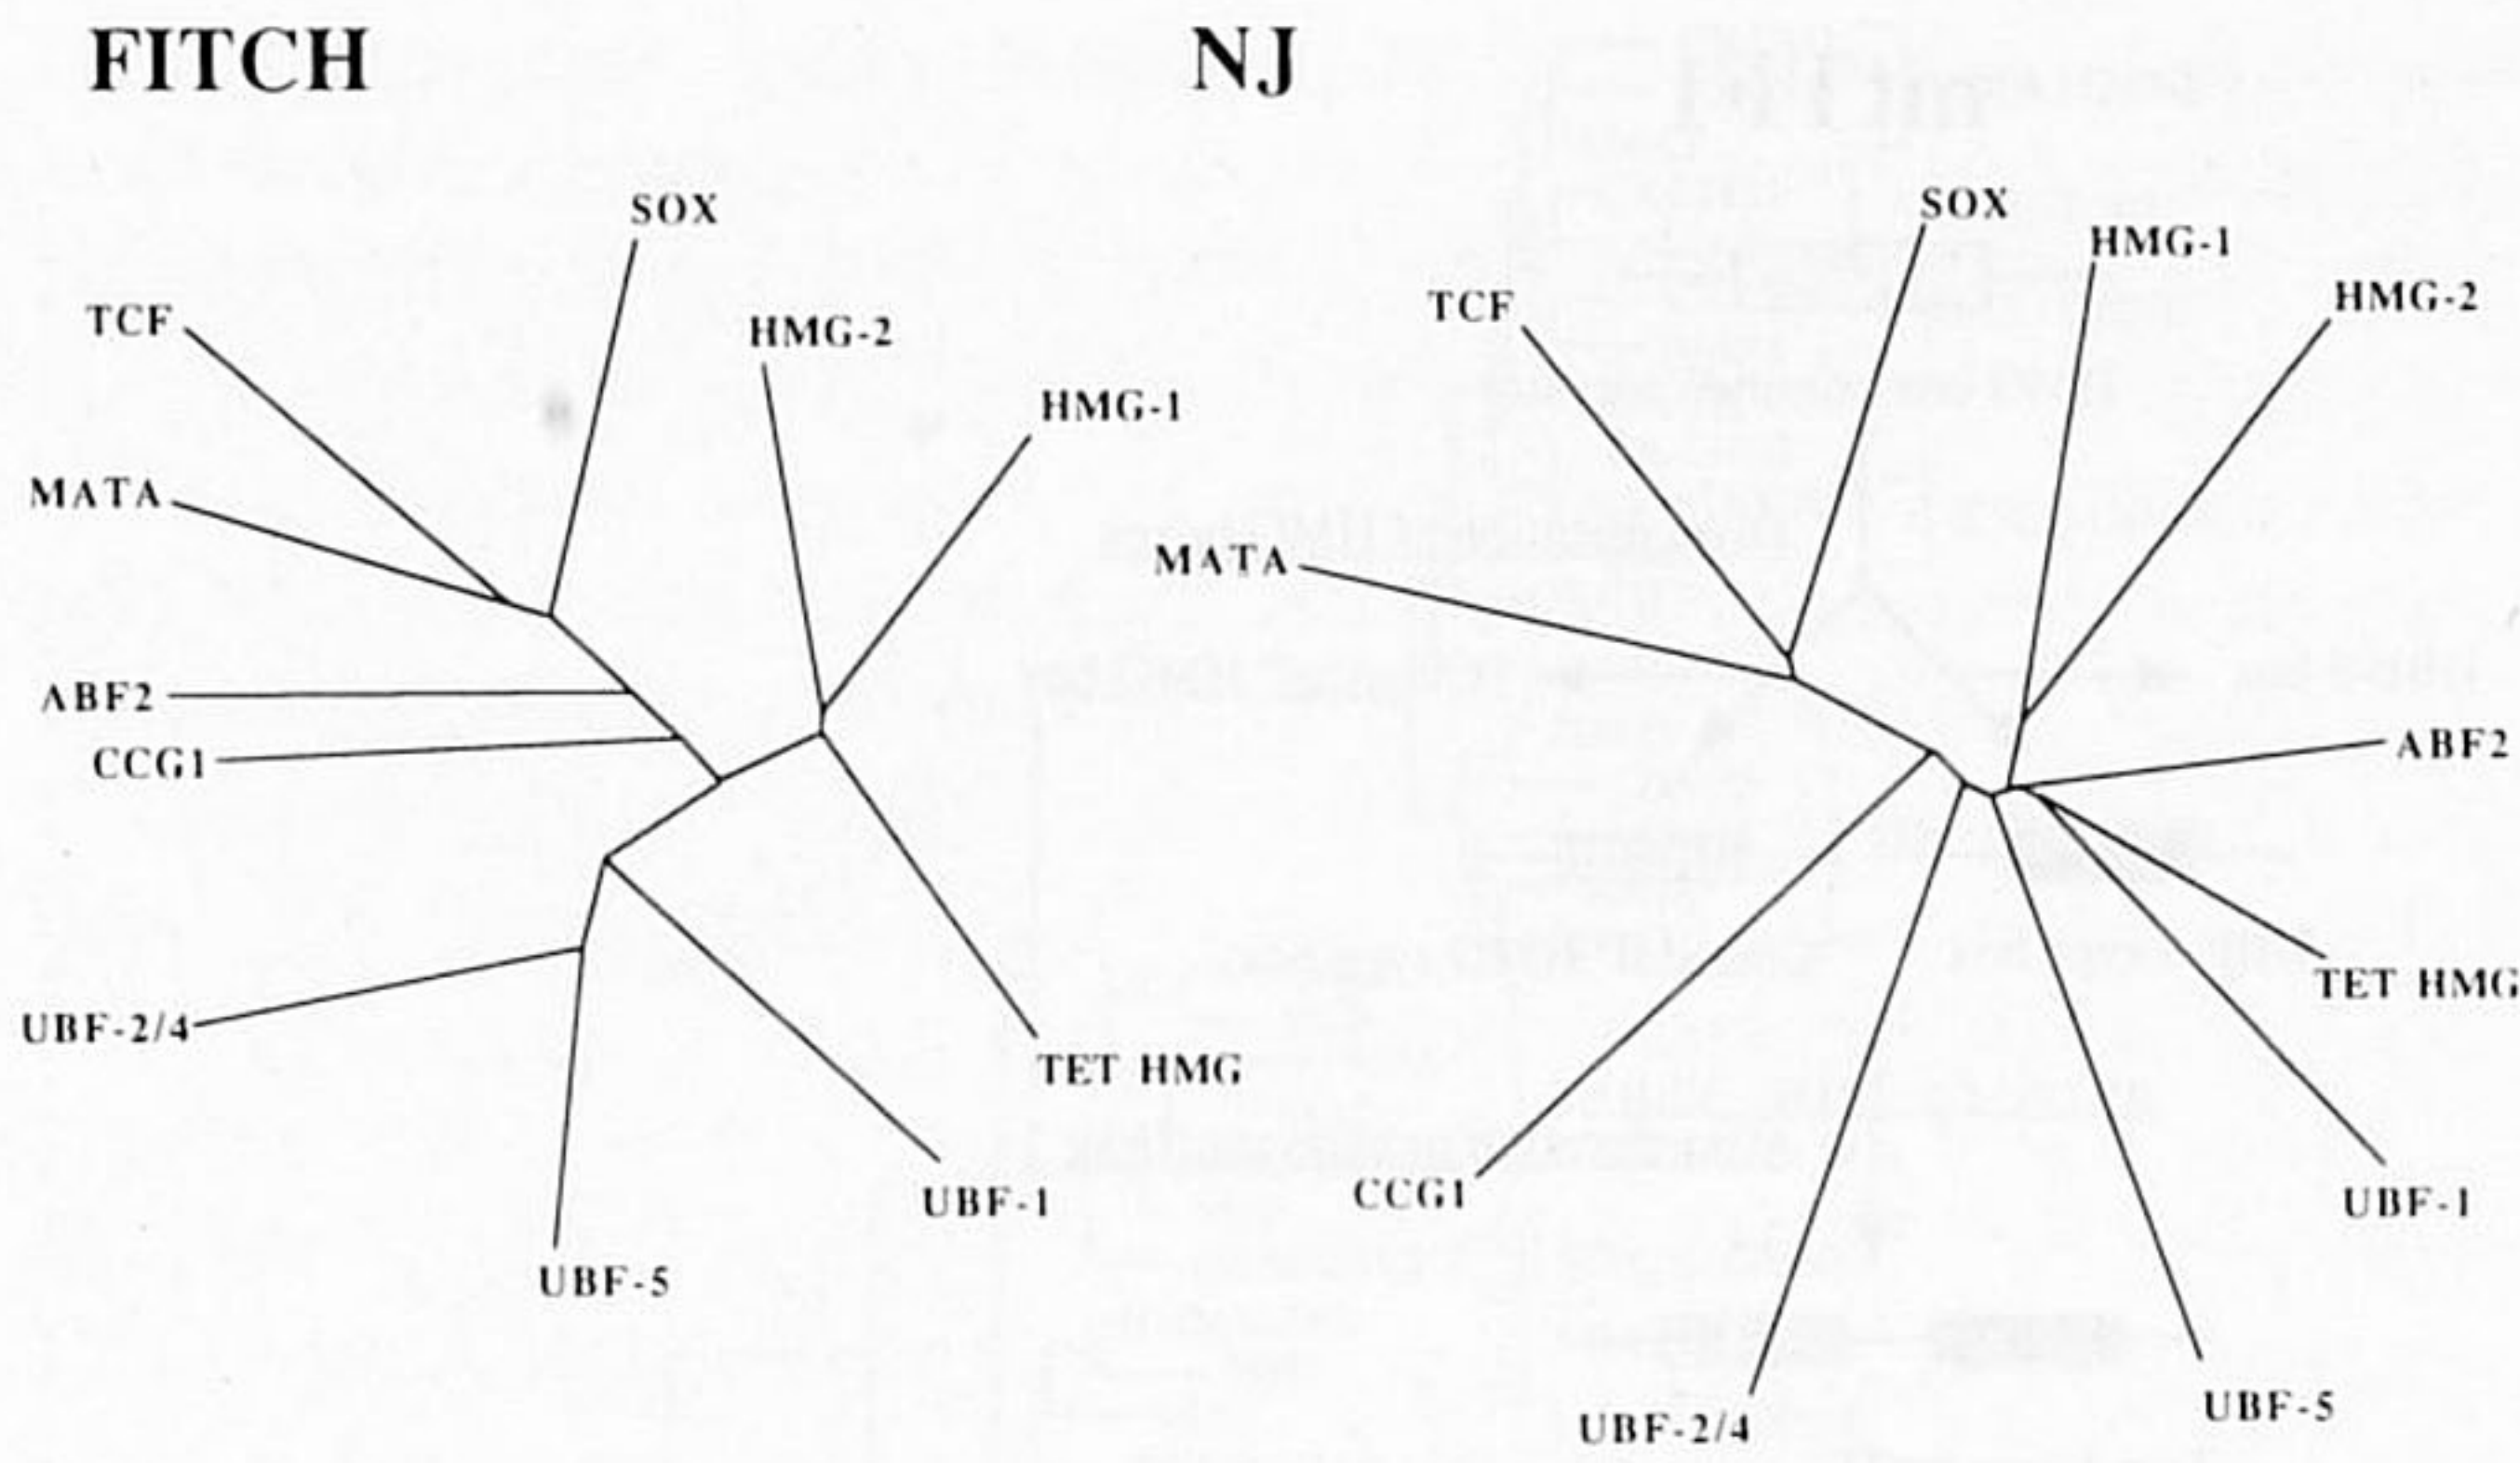 FITCH
SOX
TCF
HMG-2
HMG-1
MATA
ABF2
CCG1
UBF-2/4
TET HMG
UBF-1
UBF-5
NJ
SOX
HMG-1
HMG-2
TCF
MATA
ABF2
TET HMG
CCG1
UBF-1
UBF-5
UBF-2/4